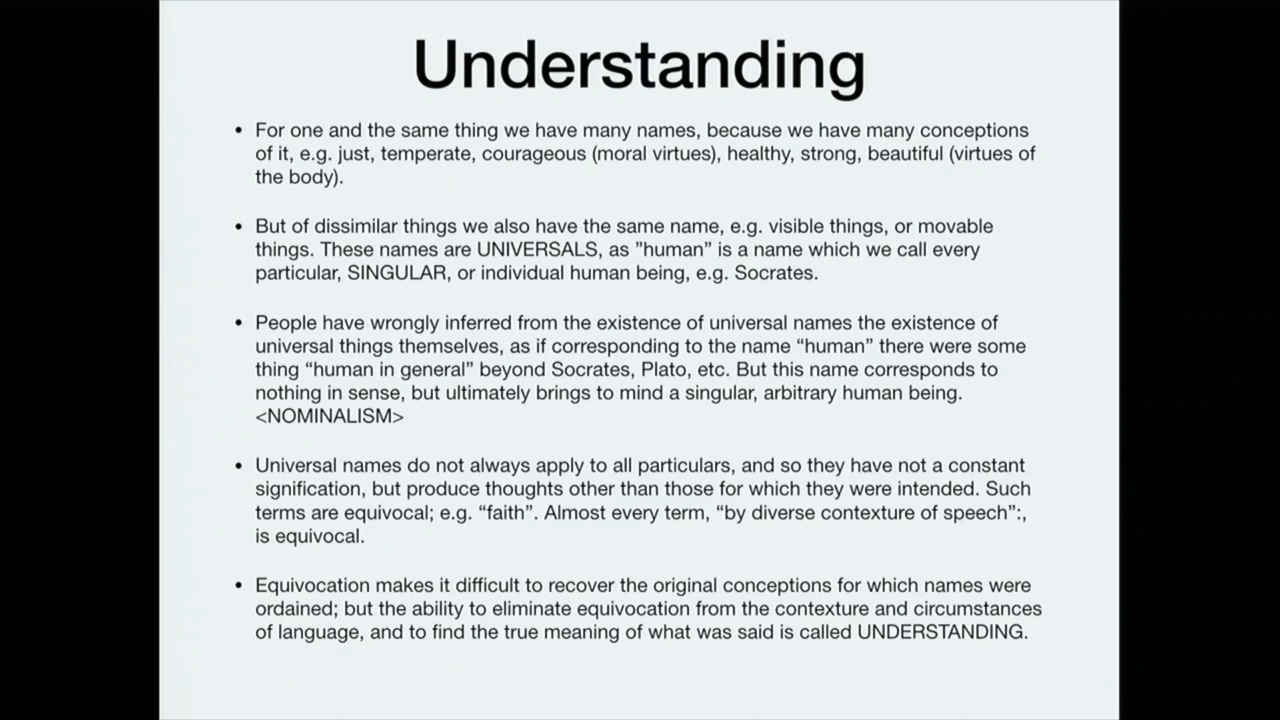 Understanding
• For one and the same thing we have many names, because we have many conceptions
of it, e.g. just, temperate, courageous (moral virtues), healthy, strong, beautiful (virtues of
the body).
• But of dissimilar things we also have the same name, e.g. visible things, or movable
things. These names are UNIVERSALS, as ”human” is a name which we call every
particular, SINGULAR, or individual human being, e.g. Socrates.
• People have wrongly inferred from the existence of universal names the existence of
universal things themselves, as if corresponding to the name “human” there were some
thing “human in general” beyond Socrates, Plato, etc. But this name corresponds to
nothing in sense, but ultimately brings to mind a singular, arbitrary human being.
<NOMINALISM>
• Universal names do not always apply to all particulars, and so they have not a constant
signification, but produce thoughts other than those for which they were intended. Such
terms are equivocal; e.g. “faith”. Almost every term, “by diverse contexture of speech”:,
is equivocal.
• Equivocation makes it difficult to recover the original conceptions for which names were
ordained; but the ability to eliminate equivocation from the contexture and circumstances
of language, and to find the true meaning of what was said is called UNDERSTANDING.